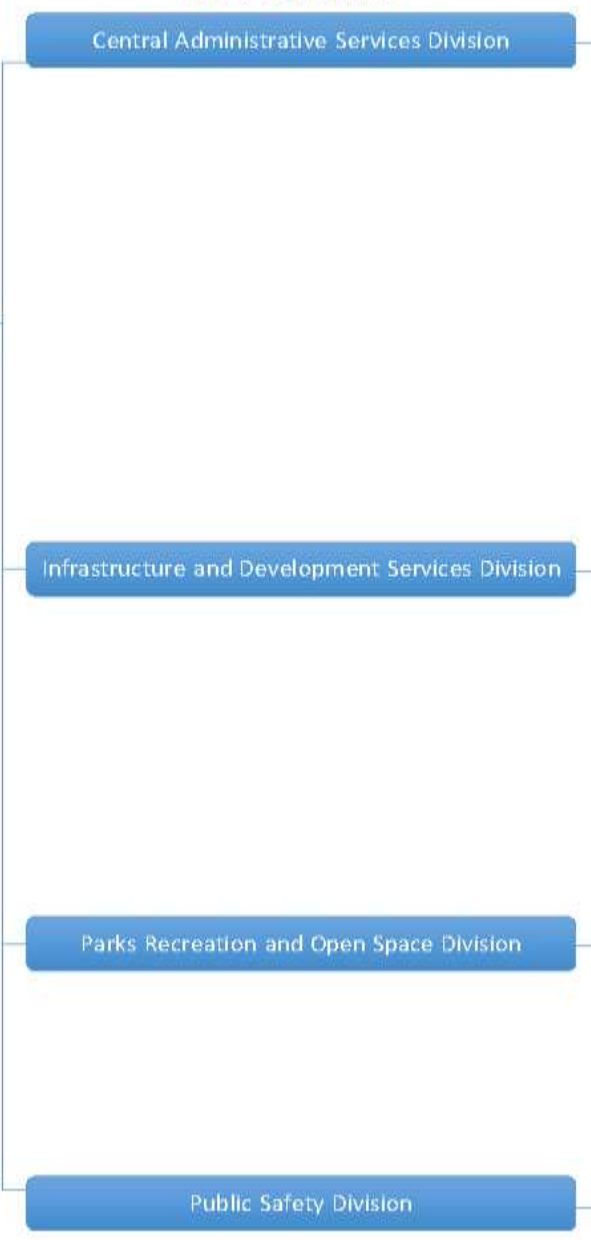 Central Administrative Services Division
Infrastructure and Development Services Division
Parks Recreation and Open Space Division
Public Safety Division